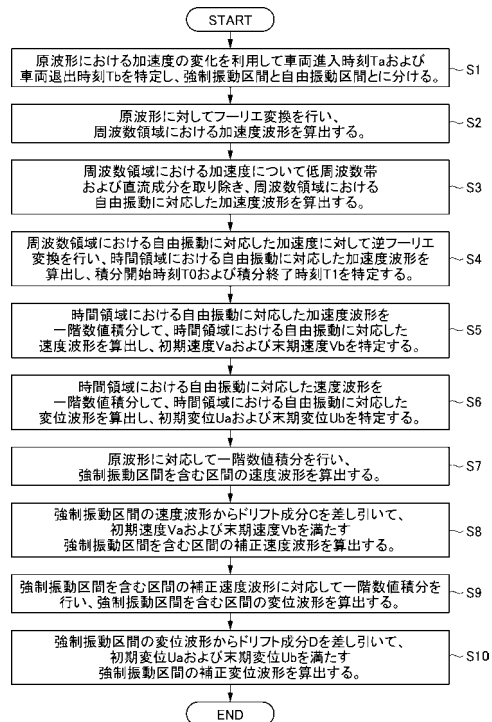 START
原波形における加速度の変化を利用して車両進入時刻Taおよび
車両退出時刻Tbを特定し、強制振動区間と自由振動区間とに分ける。
S1
原波形に対してフーリエ変換を行い、
周波数領域における加速度波形を算出する。
S2
周波数領域における加速度について低周波数帯
および直流成分を取り除き、周波数領域における
自由振動に対応した加速度波形を算出する。
S3
周波数領域における自由振動に対応した加速度に対して逆フーリエ
変換を行い、時間領域における自由振動に対応した加速度波形を
算出し、積分開始時刻T0および積分終了時刻T1を特定する。
S4
時間領域における自由振動に対応した加速度波形を
一階数値積分して、時間領域における自由振動に対応した
速度波形を算出し、初期速度Vaおよび末期速度Vbを特定する。
S5
時間領域における自由振動に対応した速度波形を
一階数値積分して、時間領域における自由振動に対応した
変位波形を算出し、初期変位Uaおよび末期変位Ubを特定する。
S6
原波形に対応して一階数値積分を行い、
強制振動区間を含む区間の速度波形を算出する。
S7
強制振動区間の速度波形からドリフト成分Cを差し引いて、
初期速度Vaおよび末期速度Vbを満たす
強制振動区間を含む区間の補正速度波形を算出する。
S8
強制振動区間を含む区間の補正速度波形に対応して一階数値積分を
行い、強制振動区間を含む区間の変位波形を算出する。
S9
強制振動区間の変位波形からドリフト成分Dを差し引いて、
初期変位Uaおよび末期変位Ubを満たす
強制振動区間の補正変位波形を算出する。
S10
END